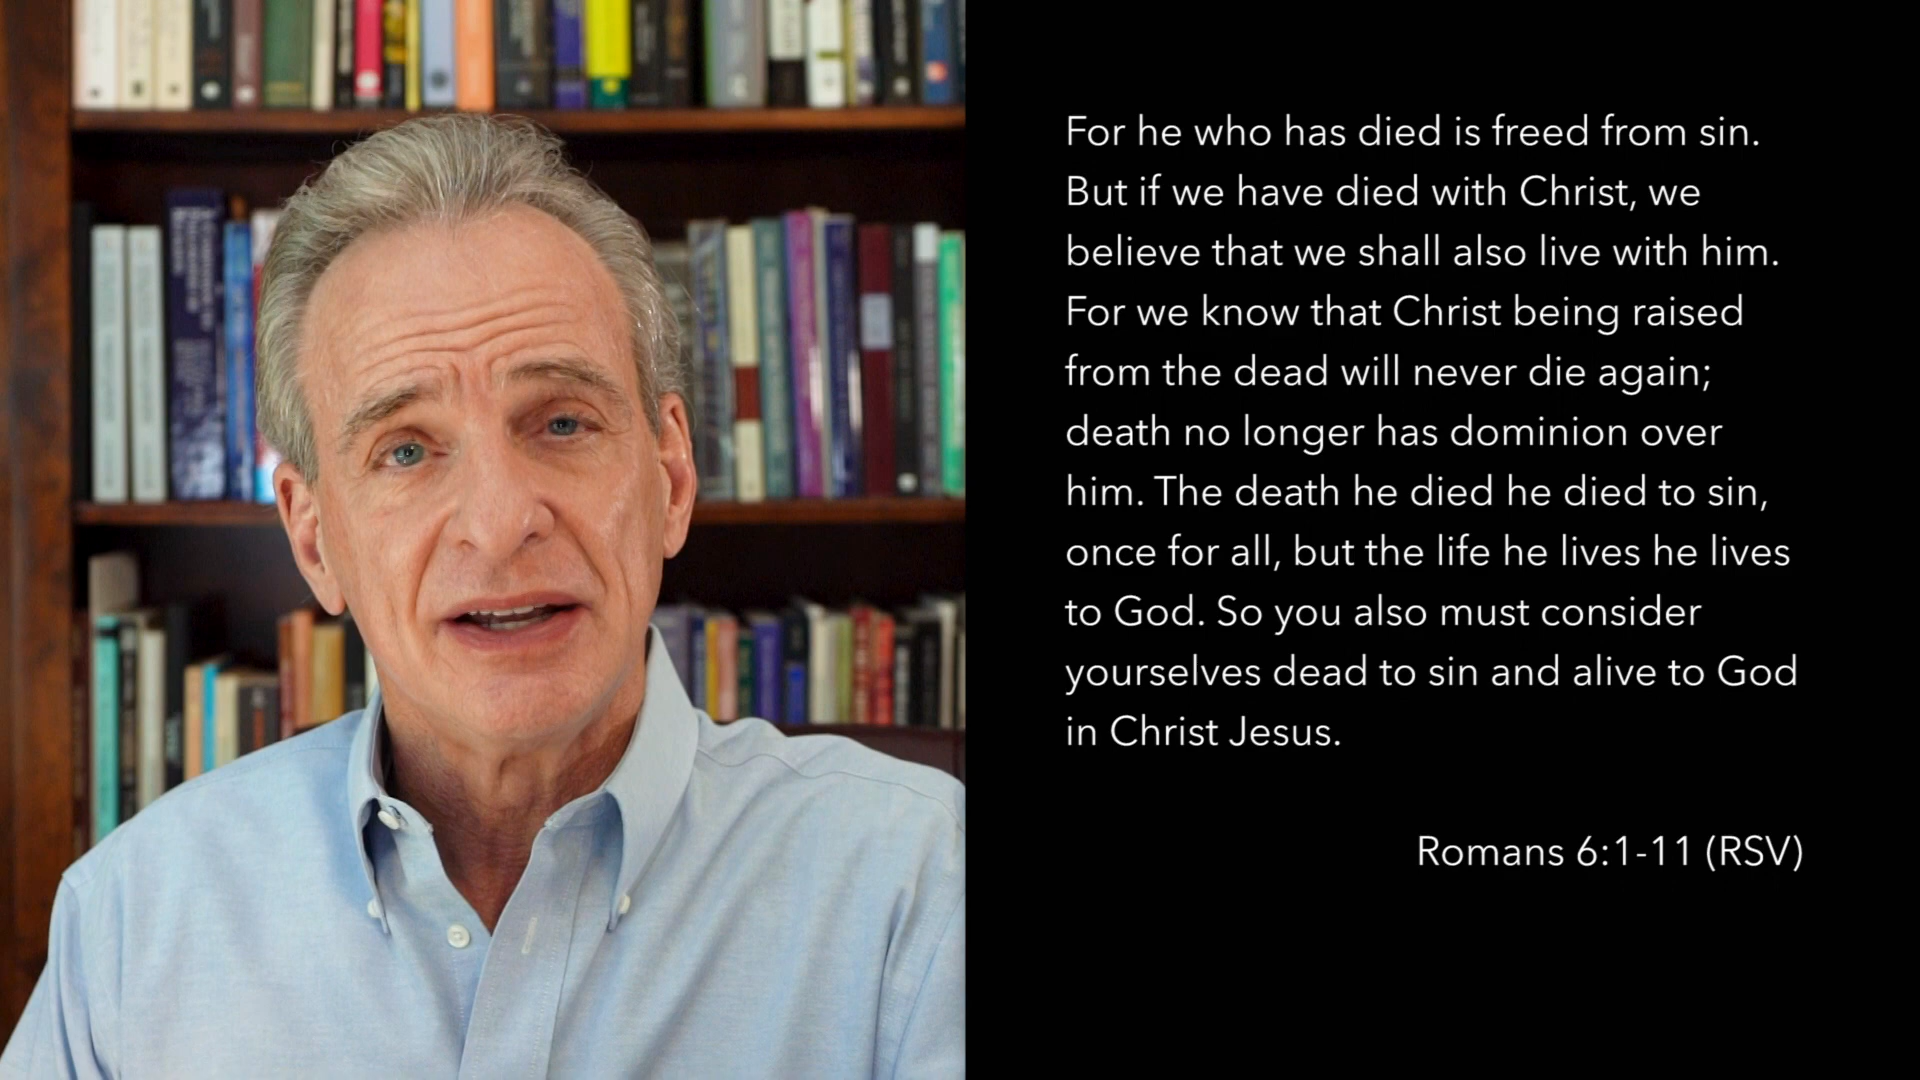 For he who has died is freed from sin.
But if we have died with Christ, we
believe that we shall also live with him.
For we know that Christ being raised
from the dead will never die again;
death no longer has dominion over
him. The death he died he died to sin,
once for all, but the life he lives he lives
to God. So you also must consider
yourselves dead to sin and alive to God
in Christ Jesus.
Romans 6:1-11 (RSV)